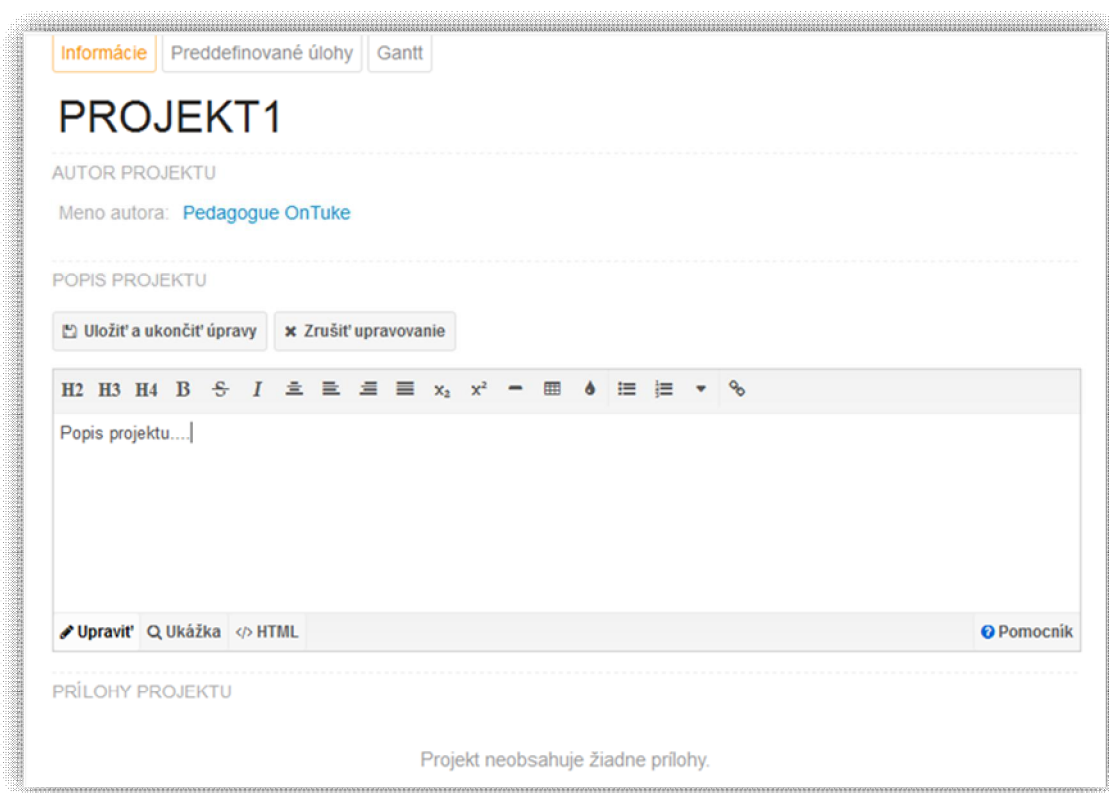 Informácie Preddefinované úlohy Gantt
PROJEKT1
AUTOR PROJEKTU
Meno autora: Pedagogue OnTuke
POPIS PROJEKTU
Uložiť a ukončiť úpravy Zrušiť upravovanie
H2 H3 H4 B S I x₂ x²
Popis projektu....
Upraviť Ukážka </> HTML Pomocník
PRÍLOHY PROJEKTU
Projekt neobsahuje žiadne prílohy.